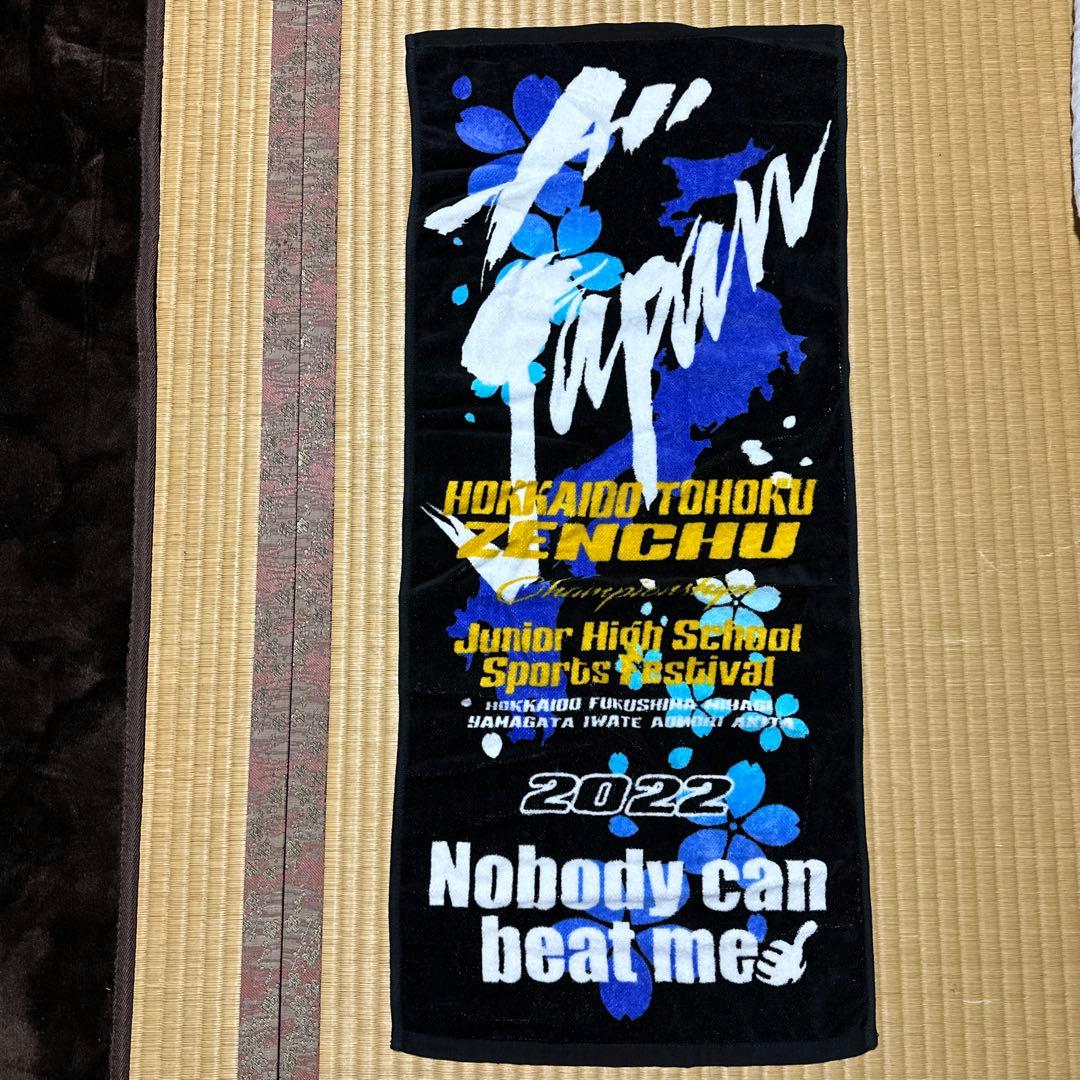 All
Japan
HOKKAIDO TOHOKU
ZENCHU
Championships
Junior High School
Sports Festival
HOKKAIDO FUKUSHIMA MIYAGI
YAMAGATA IWATE AOMORI AKITA
2022
Nobody can
beat me